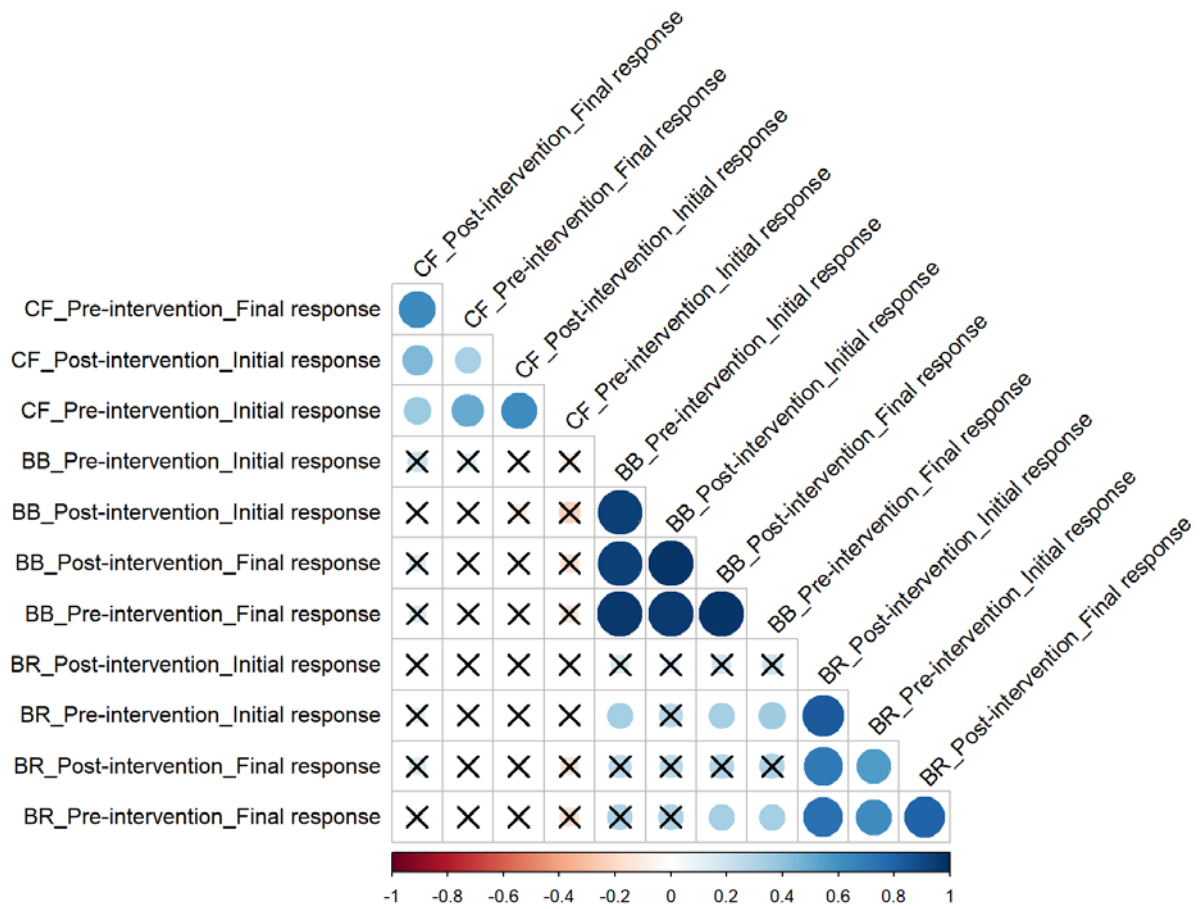 CF_Post-intervention_Final response
CF_Pre-intervention_Final response
CF_Post-intervention_Initial response
CF_Pre-intervention_Initial response
BB_Pre-intervention_Initial response
BB_Post-intervention_Initial response
BB_Post-intervention_Final response
BB_Pre-intervention_Final response
BR_Post-intervention_Initial response
BR_Pre-intervention_Initial response
BR_Post-intervention_Final response
CF_Pre-intervention_Final response
CF_Post-intervention_Initial response
CF_Pre-intervention_Initial response
BB_Pre-intervention_Initial response
BB_Post-intervention_Initial response
BB_Post-intervention_Final response
BB_Pre-intervention_Final response
BR_Post-intervention_Initial response
BR_Pre-intervention_Initial response
BR_Post-intervention_Final response
BR_Pre-intervention_Final response
-1 -0.8 -0.6 -0.4 -0.2 0 0.2 0.4 0.6 0.8 1